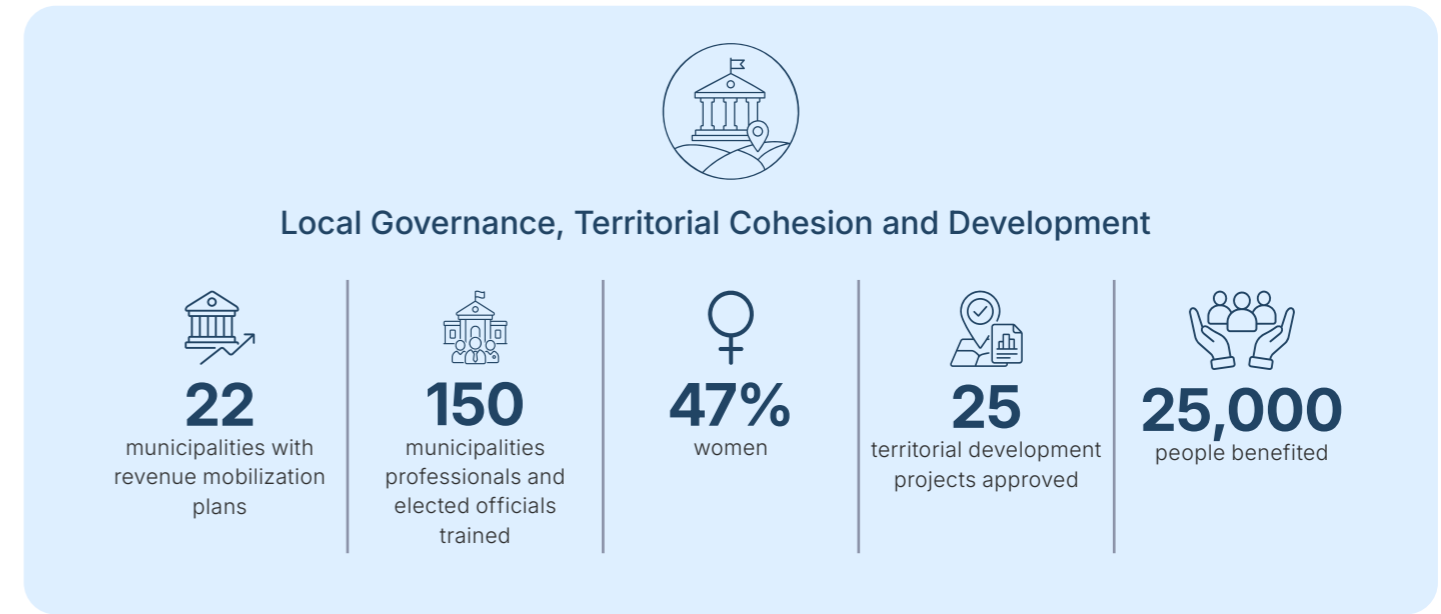 Local Governance, Territorial Cohesion and Development
22
municipalities with
revenue mobilization
plans
150
municipalities
professionals and
elected officials
trained
47%
women
25
territorial development
projects approved
25,000
people benefited